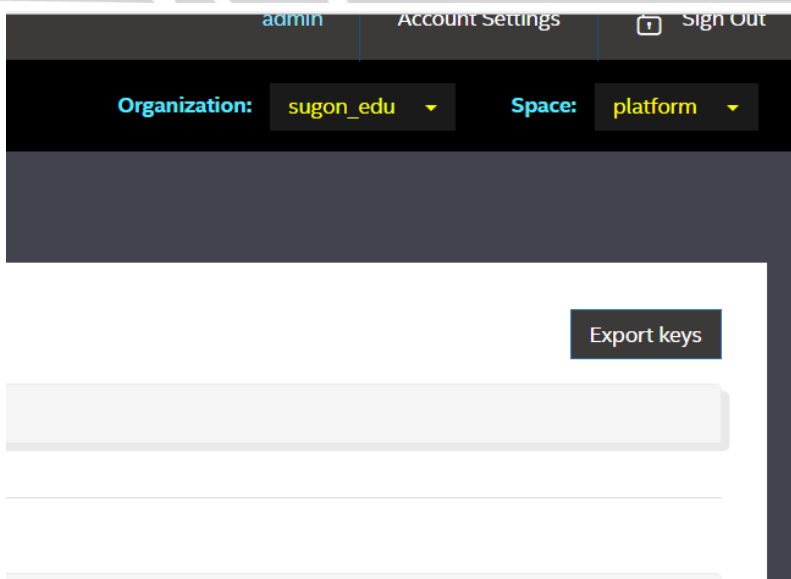 admin Account Settings Sign Out
Organization: sugon_edu Space: platform
Export keys